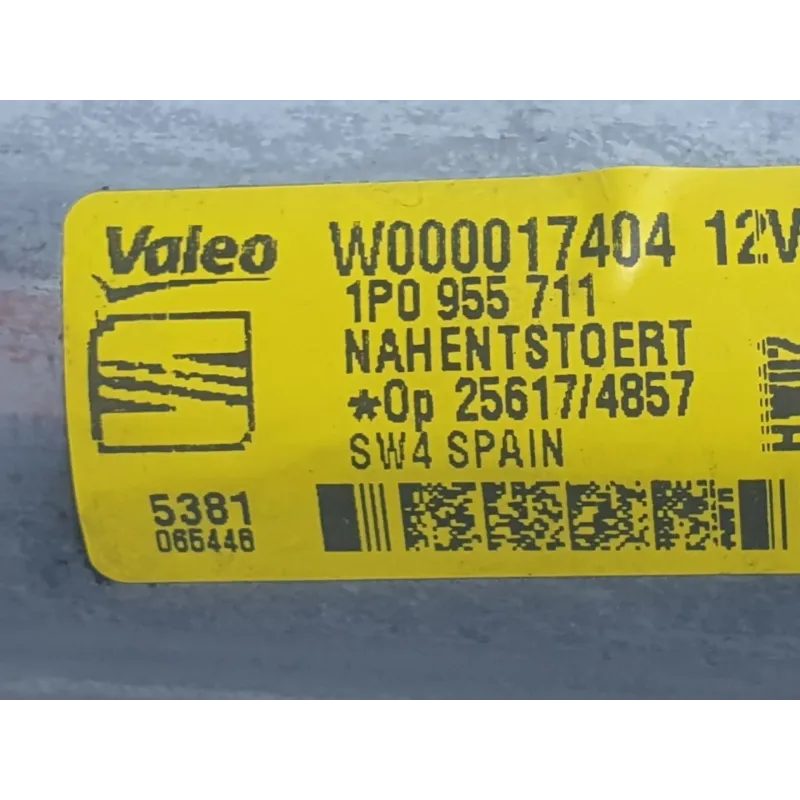 Valeo W000017404 12V
1P0 955 711
NAHENTSTOERT
*Op 25617/4857
SW4 SPAIN
5381
065446